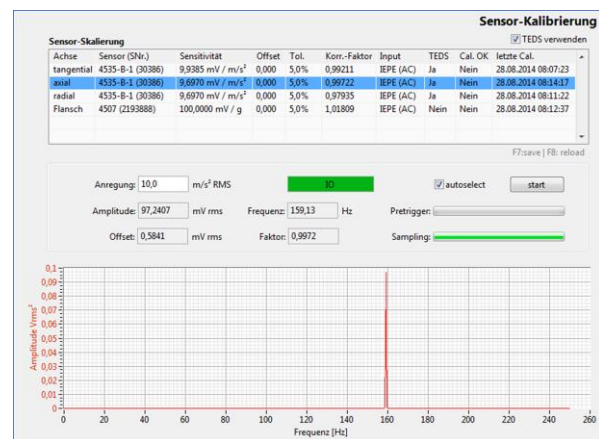 Sensor-Kalibrierung
Sensor-Skalierung
TEDS verwenden
Achse Sensor (SNr.) Sensitivität Offset Tol. Korr.-Faktor Input TEDS Cal. OK letzte Cal.
tangential 4535-B-1 (30386) 9,9385 mV / m/s² 0,000 5,0% 0,99211 IEPE (AC) Ja Nein 28.08.2014 08:07:23
axial 4535-B-1 (30386) 9,6970 mV / m/s² 0,000 5,0% 0,99722 IEPE (AC) Ja Nein 28.08.2014 08:14:17
radial 4535-B-1 (30386) 9,6970 mV / m/s² 0,000 5,0% 0,97935 IEPE (AC) Ja Nein 28.08.2014 08:11:22
Flansch 4507 (2193888) 100,0000 mV / g 0,000 5,0% 1,01809 IEPE (AC) Nein Nein 28.08.2014 08:12:37
F7:save | F8: reload
Anregung: 10,0 m/s² RMS IO autoselect start
Amplitude: 97,2407 mV rms Frequenz: 159,13 Hz Pretrigger:
Offset: 0,5841 mV rms Faktor: 0,9972 Sampling:
Amplitude Vrms²
0,1
0,09
0,08
0,07
0,06
0,05
0,04
0,03
0,02
0,01
0
0 20 40 60 80 100 120 140 160 180 200 220 240 260
Frequenz [Hz]